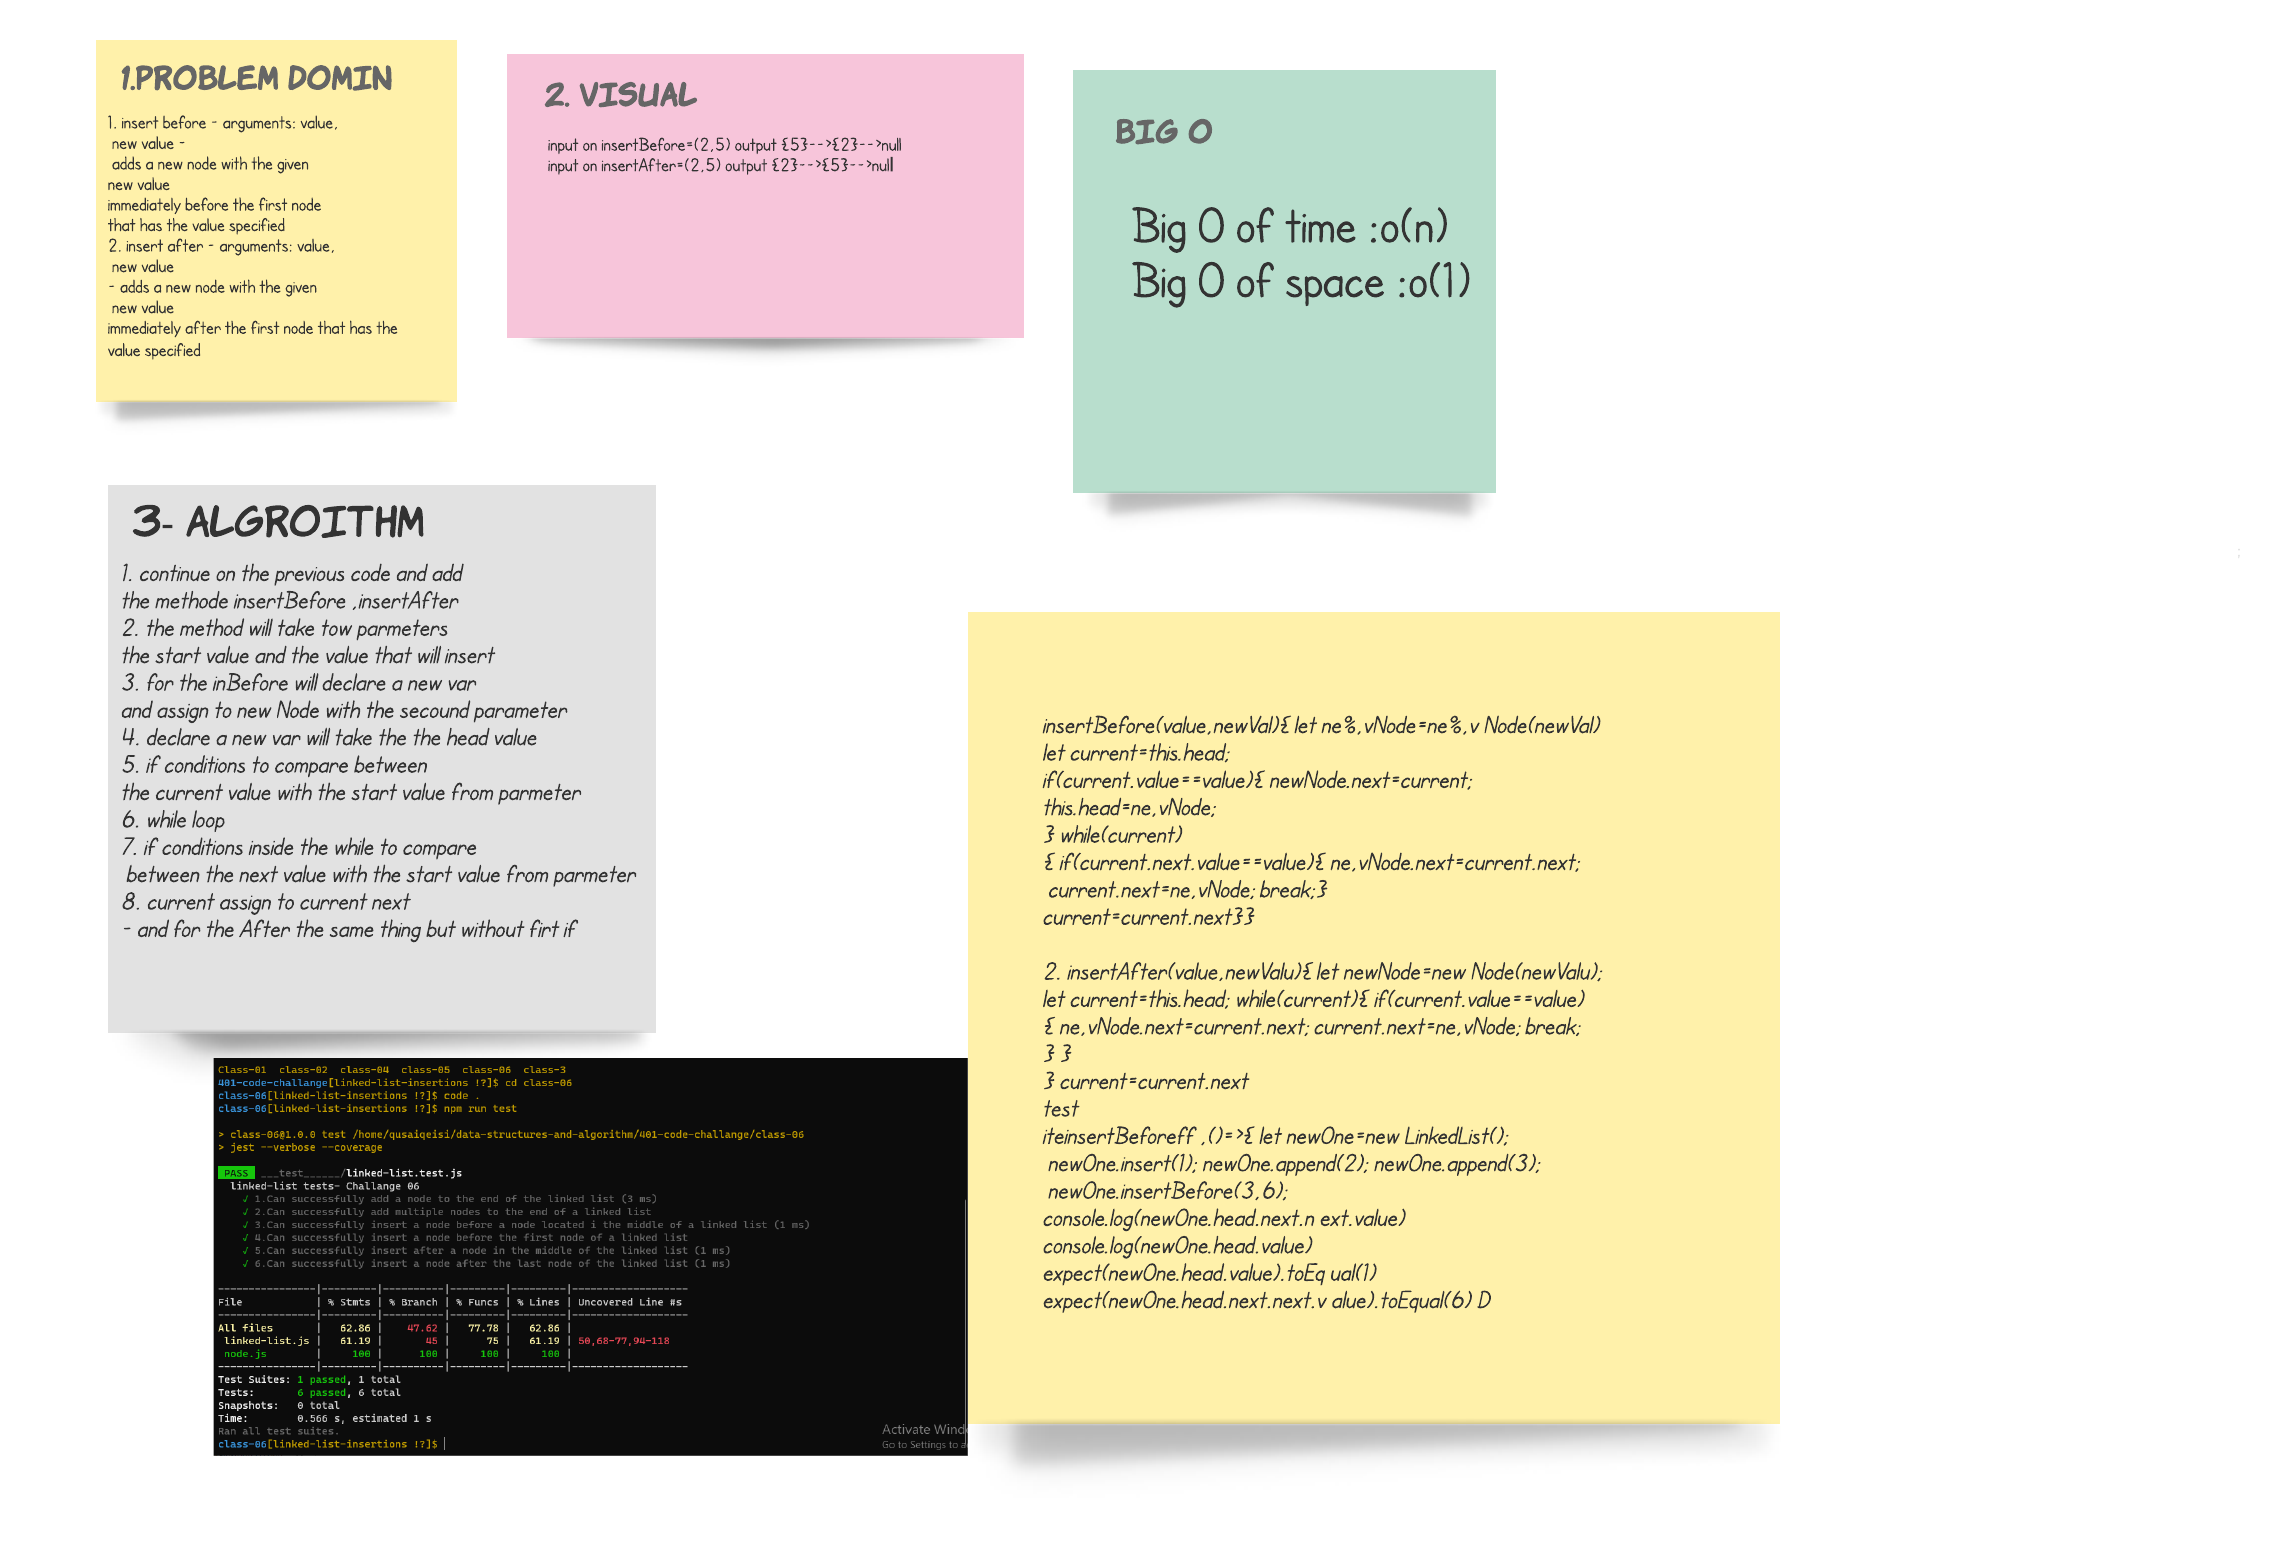 1.PROBLEM DOMIN
1. insert before - arguments: value,
new value -
adds a new node with the given
new value
immediately before the first node
that has the value specified
2. insert after - arguments: value,
new value
- adds a new node with the given
new value
immediately after the first node that has the
value specified
2. VISUAL
input on insertBefore=(2,5) output {5}-->{2}-->null
input on insertAfter=(2,5) output {2}-->{5}-->null
BIG O
Big O of time :o(n)
Big O of space :o(1)
3- ALGROITHM
1. continue on the previous code and add
the methode insertBefore ,insertAfter
2. the method will take tow parmeters
the start value and the value that will insert
3. for the inBefore will declare a new var
and assign to new Node with the secound parameter
4. declare a new var will take the the head value
5. if conditions to compare between
the current value with the start value from parmeter
6. while loop
7. if conditions inside the while to compare
between the next value with the start value from parmeter
8. current assign to current next
- and for the After the same thing but without firt if
insertBefore(value,newVal){ let ne%,vNode=ne%,v Node(newVal)
let current=this.head;
if(current.value==value){ newNode.next=current;
this.head=ne,vNode;
} while(current)
{ if(current.next.value==value){ ne,vNode.next=current.next;
current.next=ne,vNode; break;}
current=current.next}}
2. insertAfter(value,newValu){ let newNode=new Node(newValu);
let current=this.head; while(current){ if(current.value==value)
{ ne,vNode.next=current.next; current.next=ne,vNode; break;
} }
} current=current.next
test
iteinsertBeforeff ,()=>{ let newOne=new LinkedList();
newOne.insert(1); newOne.append(2); newOne.append(3);
newOne.insertBefore(3,6);
console.log(newOne.head.next.n ext.value)
console.log(newOne.head.value)
expect(newOne.head.value).toEq ual(1)
expect(newOne.head.next.next.v alue).toEqual(6) D
Class-01 class-02 class-04 class-05 class-06 class-3
401-code-challange[linked-list-insertions !?]$ cd class-06
class-06[linked-list-insertions !?]$ code .
class-06[linked-list-insertions !?]$ npm run test
> class-06@1.0.0 test /home/qusaiqeisi/data-structures-and-algorithm/401-code-challange/class-06
> jest --verbose --coverage
PASS ___test______/linked-list.test.js
linked-list tests- Challange 06
√ 1.Can successfully add a node to the end of the linked list (3 ms)
√ 2.Can successfully add multiple nodes to the end of a linked list
√ 3.Can successfully insert a node before a node located i the middle of a linked list (1 ms)
√ 4.Can successfully insert a node before the first node of a linked list
√ 5.Can successfully insert after a node in the middle of the linked list (1 ms)
√ 6.Can successfully insert a node after the last node of the linked list (1 ms)
----------------|---------|----------|---------|---------|-------------------
File | % Stmts | % Branch | % Funcs | % Lines | Uncovered Line #s
----------------|---------|----------|---------|---------|-------------------
All files | 62.86 | 47.62 | 77.78 | 62.86 |
linked-list.js | 61.19 | 45 | 75 | 61.19 | 50,68-77,94-118
node.js | 100 | 100 | 100 | 100 |
----------------|---------|----------|---------|---------|-------------------
Test Suites: 1 passed, 1 total
Tests: 6 passed, 6 total
Snapshots: 0 total
Time: 0.566 s, estimated 1 s
Ran all test suites.
class-06[linked-list-insertions !?]$
Activate Wind
Go to Settings to a